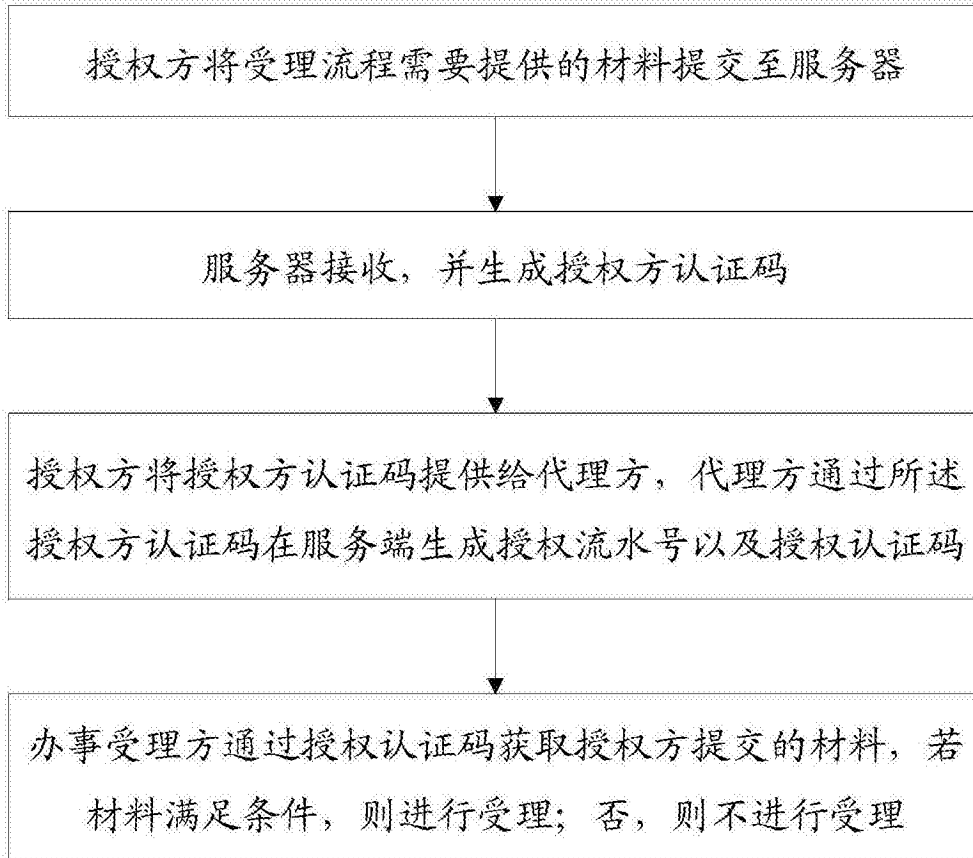 授权方将受理流程需要提供的材料提交至服务器
服务器接收，并生成授权方认证码
授权方将授权方认证码提供给代理方，代理方通过所述
授权方认证码在服务端生成授权流水号以及授权认证码
办事受理方通过授权认证码获取授权方提交的材料，若
材料满足条件，则进行受理；否，则不进行受理